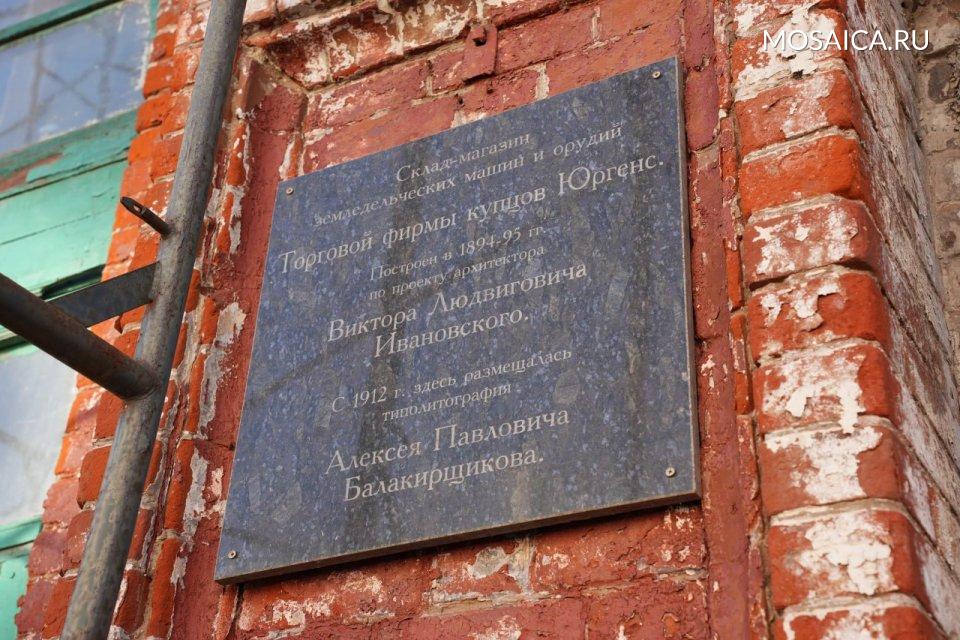 MOSAICA.RU
Склад-магазин
земледельческих машин и орудий
Торговой фирмы купцов Юргенс.
Построен в 1894-95 гг.
по проекту архитектора
Виктора Людвиговича
Ивановского.
С 1912 г. здесь размещалась
типолитография
Алексея Павловича
Балакирщикова.